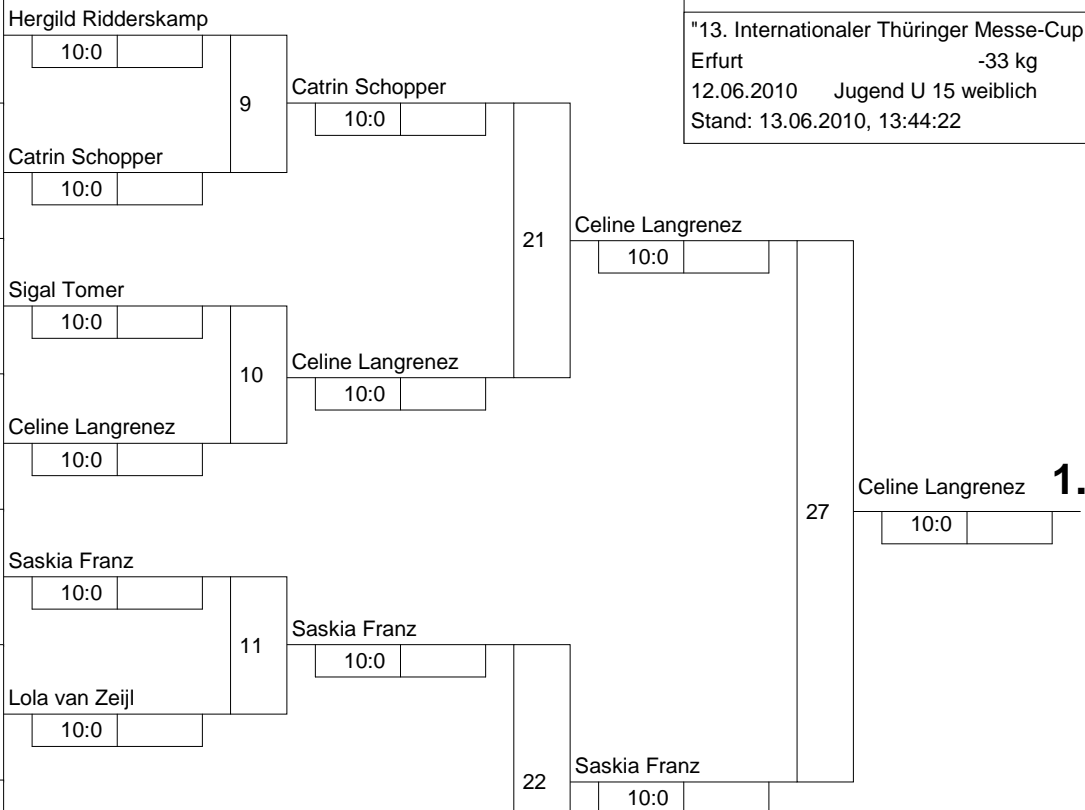 Hergild Ridderskamp
10:0
9
Catrin Schopper
10:0
Catrin Schopper
10:0
"13. Internationaler Thüringer Messe-Cup
Erfurt -33 kg
12.06.2010 Jugend U 15 weiblich
Stand: 13.06.2010, 13:44:22
21
Celine Langrenez
10:0
Sigal Tomer
10:0
10
Celine Langrenez
10:0
Celine Langrenez
10:0
27
Celine Langrenez 1.
10:0
Saskia Franz
10:0
11
Saskia Franz
10:0
Lola van Zeijl
10:0
22
Saskia Franz
10:0